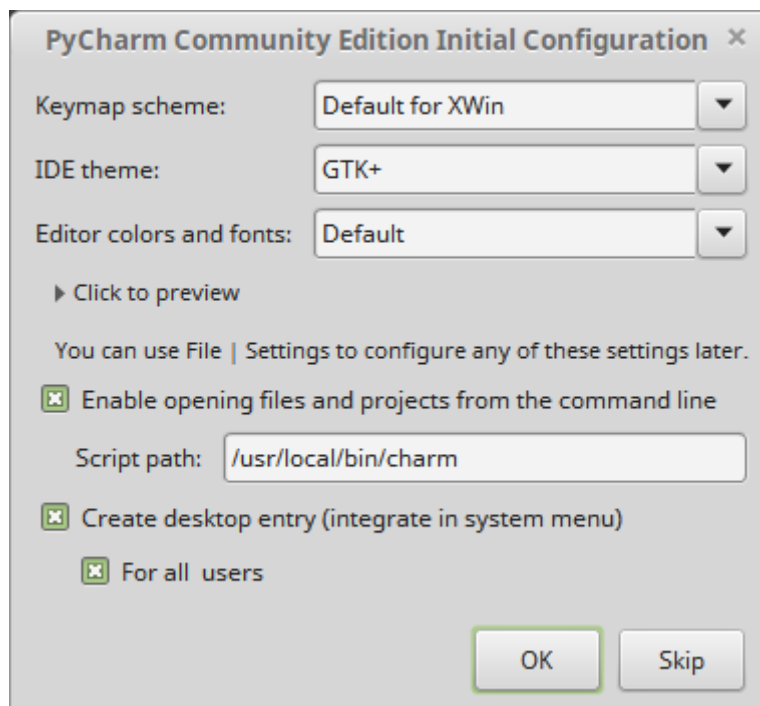 PyCharm Community Edition Initial Configuration
Keymap scheme: Default for XWin
IDE theme: GTK+
Editor colors and fonts: Default
Click to preview
You can use File | Settings to configure any of these settings later.
Enable opening files and projects from the command line
Script path: /usr/local/bin/charm
Create desktop entry (integrate in system menu)
For all users
OK Skip